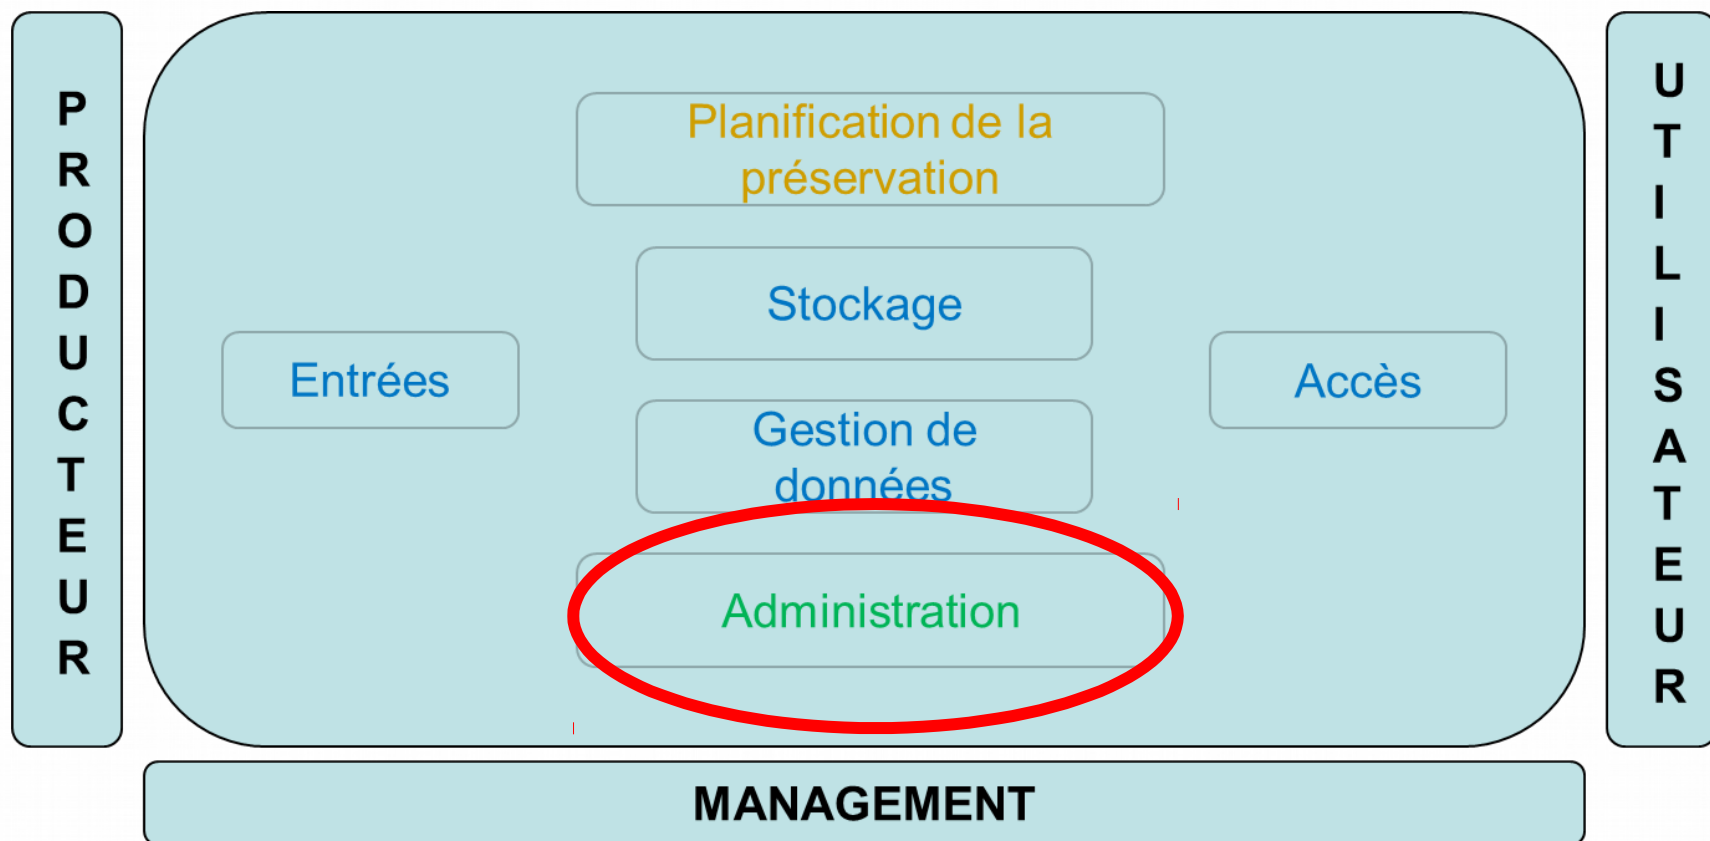 PRODUCTEUR
Planification de la
préservation
Stockage
Entrées
Gestion de
données
Accès
Administration
UTILISATEUR
MANAGEMENT